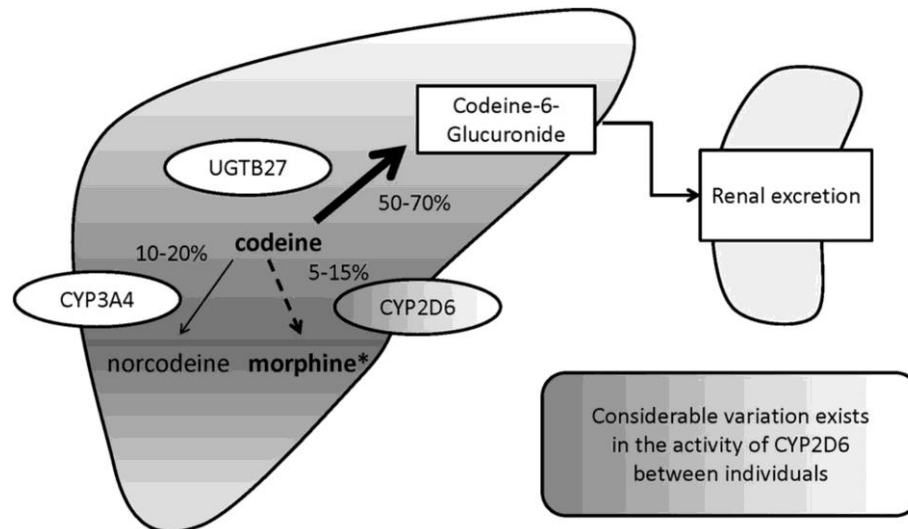 Codeine-6-
Glucuronide
UGTB27
Renal excretion
50-70%
codeine
10-20%
5-15%
CYP3A4
CYP2D6
norcodeine
morphine*
Considerable variation exists
in the activity of CYP2D6
between individuals